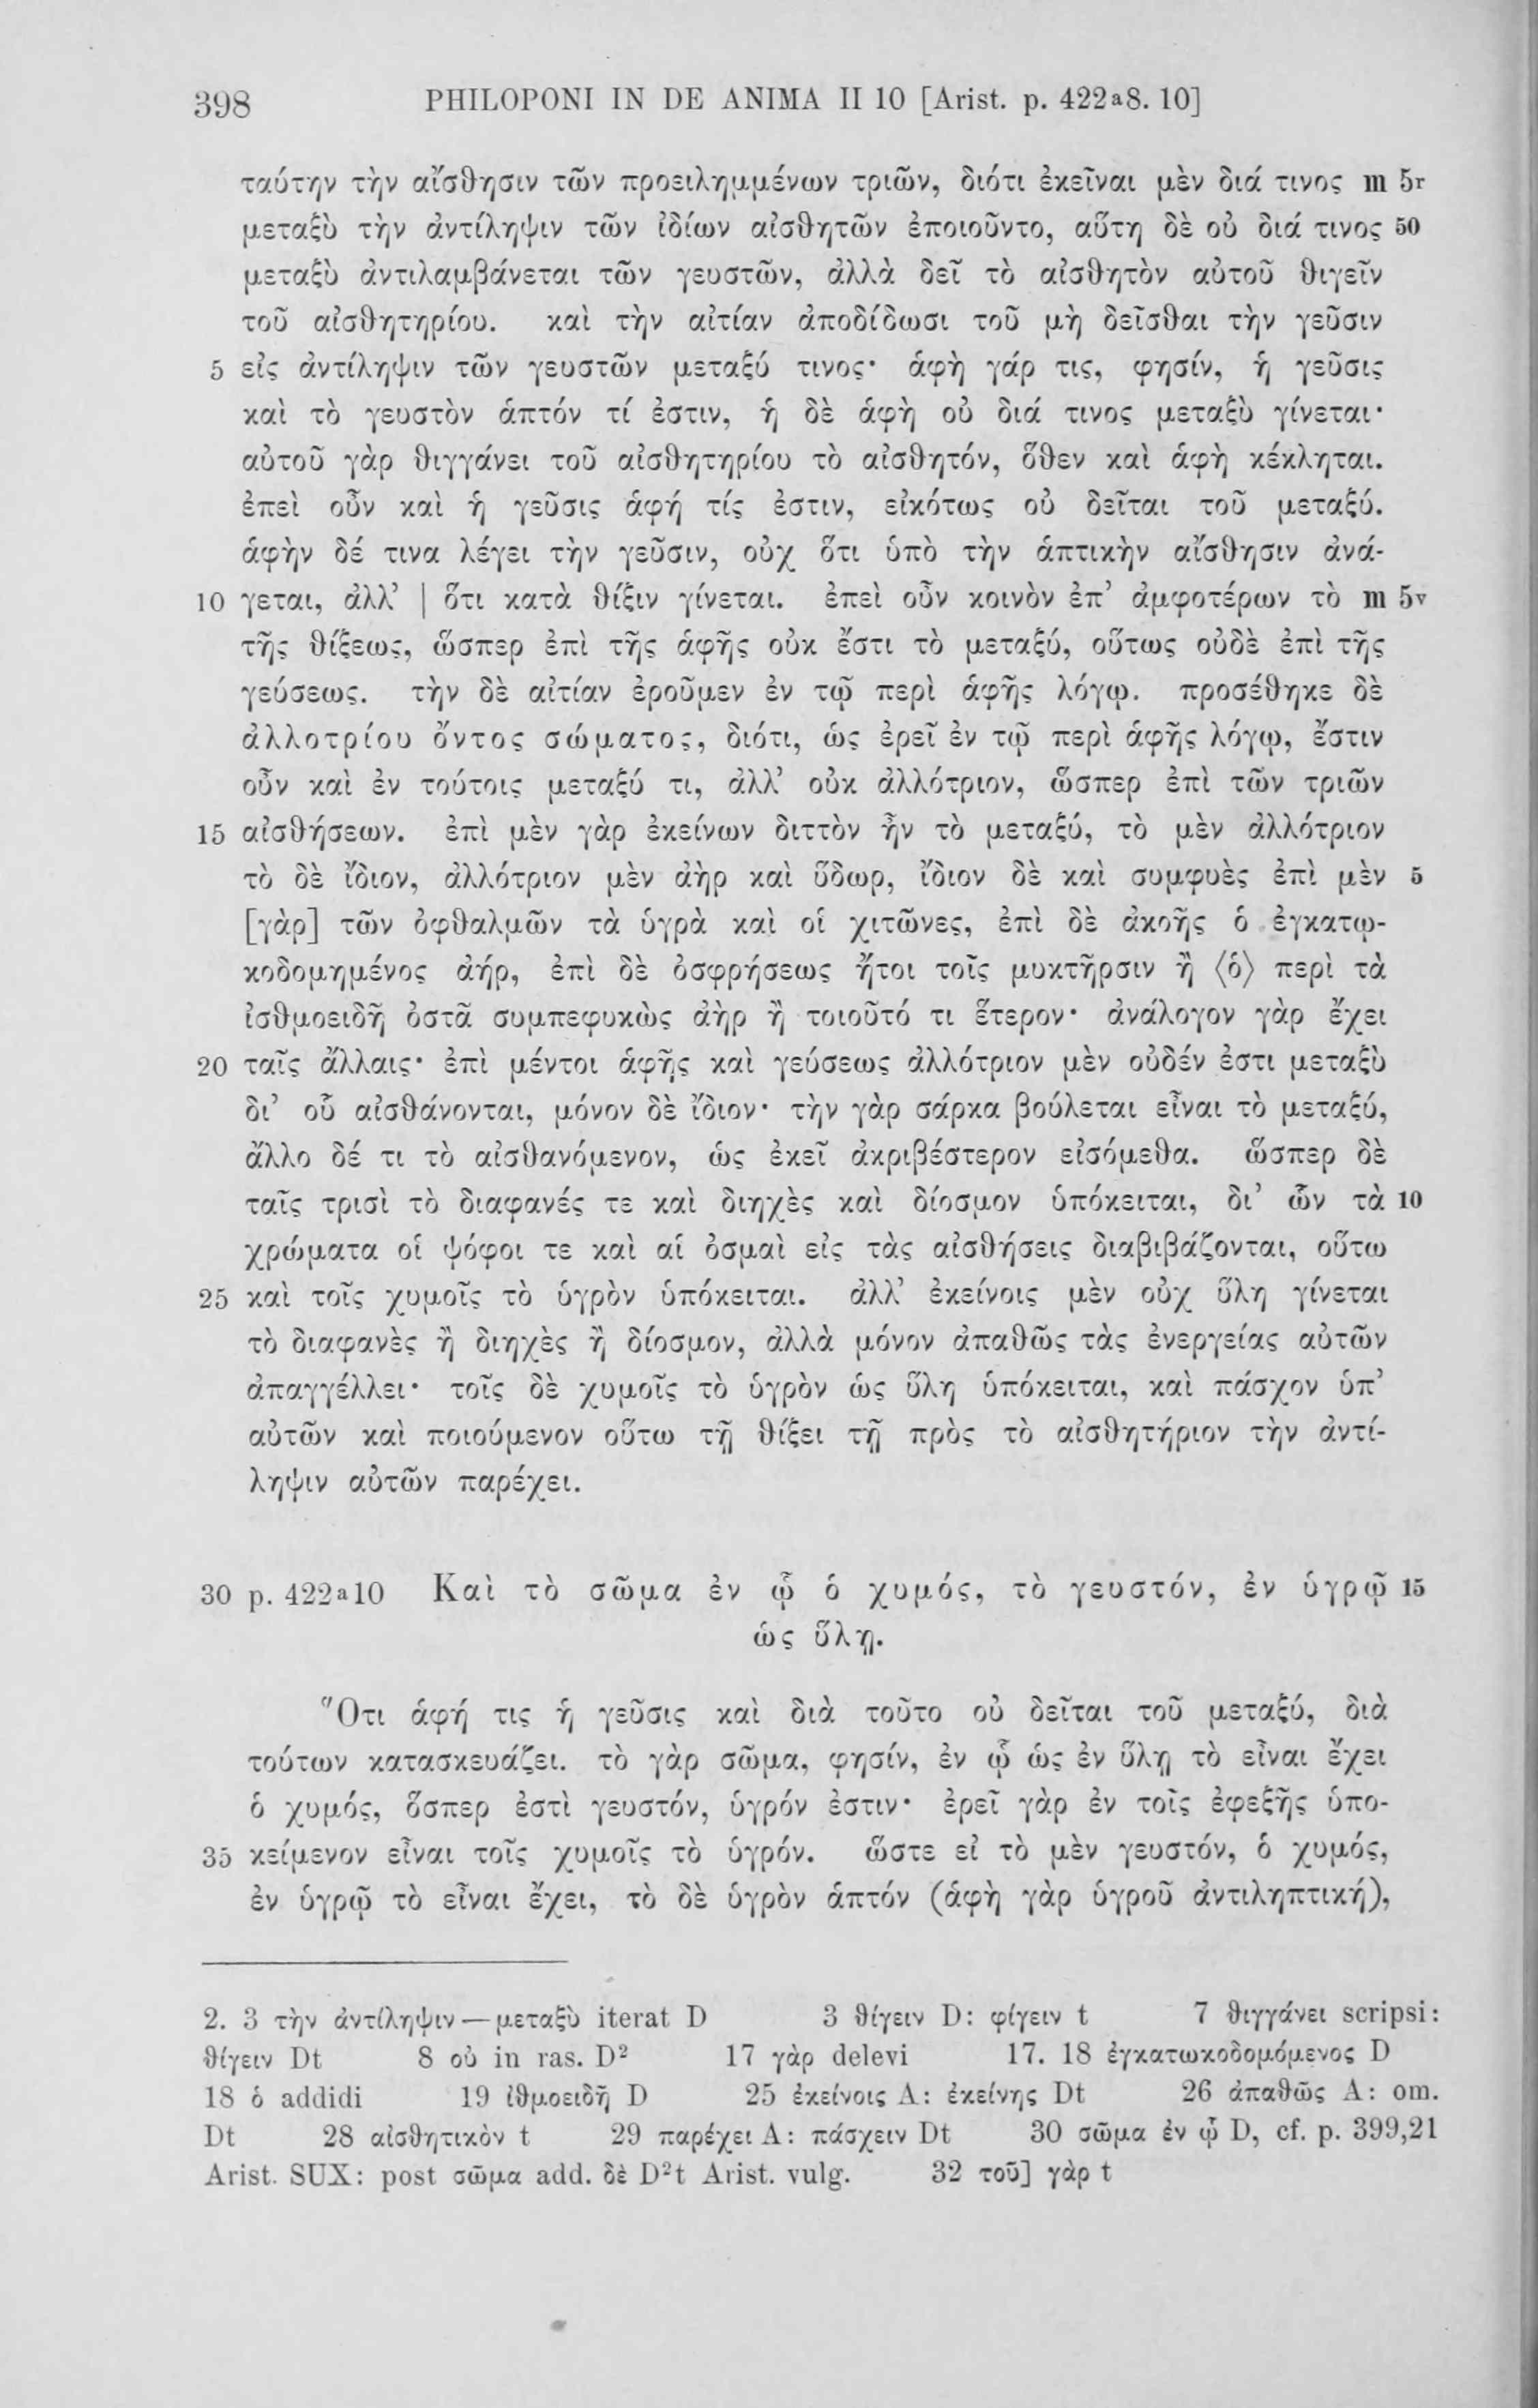 398 PHILOPONI IN DE ANIMA II 10 [Arist. p. 422a8. 10]
ταύτην τὴν αἴσθησιν τῶν προειλημμένων τριῶν, διότι ἐκεῖναι μὲν διά τινος m 5r
μεταξὺ τὴν ἀντίληψιν τῶν ἰδίων αἰσθητῶν ἐποιοῦντο, αὕτη δὲ οὐ διά τινος 50
μεταξὺ ἀντιλαμβάνεται τῶν γευστῶν, ἀλλὰ δεῖ τὸ αἰσθητὸν αὐτοῦ θιγεῖν
τοῦ αἰσθητηρίου. καὶ τὴν αἰτίαν ἀποδίδωσι τοῦ μὴ δεῖσθαι τὴν γεῦσιν
5 εἰς ἀντίληψιν τῶν γευστῶν μεταξύ τινος· ἁφὴ γάρ τις, φησίν, ἡ γεῦσις
καὶ τὸ γευστὸν ἁπτόν τί ἐστιν, ἡ δὲ ἁφὴ οὐ διά τινος μεταξὺ γίνεται·
αὐτοῦ γὰρ θιγγάνει τοῦ αἰσθητηρίου τὸ αἰσθητόν, ὅθεν καὶ ἁφὴ κέκληται.
ἐπεὶ οὖν καὶ ἡ γεῦσις ἁφή τίς ἐστιν, εἰκότως οὐ δεῖται τοῦ μεταξύ.
ἁφὴν δέ τινα λέγει τὴν γεῦσιν, οὐχ ὅτι ὑπὸ τὴν ἁπτικὴν αἴσθησιν ἀνά-
10 γεται, ἀλλ’ | ὅτι κατὰ θίξιν γίνεται. ἐπεὶ οὖν κοινὸν ἐπ’ ἀμφοτέρων τὸ m 5v
τῆς θίξεως, ὥσπερ ἐπὶ τῆς ἁφῆς οὐκ ἔστι τὸ μεταξύ, οὕτως οὐδὲ ἐπὶ τῆς
γεύσεως. τὴν δὲ αἰτίαν ἐροῦμεν ἐν τῷ περὶ ἁφῆς λόγῳ. προσέθηκε δὲ
ἀλλοτρίου ὄντος σώματος, διότι, ὡς ἐρεῖ ἐν τῷ περὶ ἁφῆς λόγῳ, ἔστιν
οὖν καὶ ἐν τούτοις μεταξύ τι, ἀλλ’ οὐκ ἀλλότριον, ὥσπερ ἐπὶ τῶν τριῶν
15 αἰσθήσεων. ἐπὶ μὲν γὰρ ἐκείνων διττὸν ἦν τὸ μεταξύ, τὸ μὲν ἀλλότριον
τὸ δὲ ἴδιον, ἀλλότριον μὲν ἀὴρ καὶ ὕδωρ, ἴδιον δὲ καὶ συμφυὲς ἐπὶ μὲν 5
[γὰρ] τῶν ὀφθαλμῶν τὰ ὑγρὰ καὶ οἱ χιτῶνες, ἐπὶ δὲ ἀκοῆς ὁ ἐγκατῳ-
κοδομημένος ἀήρ, ἐπὶ δὲ ὀσφρήσεως ἤτοι τοῖς μυκτῆρσιν ἢ ⟨ὁ⟩ περὶ τὰ
ἰσθμοειδῆ ὀστᾶ συμπεφυκὼς ἀὴρ ἢ τοιοῦτό τι ἕτερον· ἀνάλογον γὰρ ἔχει
20 ταῖς ἄλλαις· ἐπὶ μέντοι ἁφῆς καὶ γεύσεως ἀλλότριον μὲν οὐδέν ἐστι μεταξὺ
δι’ οὗ αἰσθάνονται, μόνον δὲ ἴδιον· τὴν γὰρ σάρκα βούλεται εἶναι τὸ μεταξύ,
ἄλλο δέ τι τὸ αἰσθανόμενον, ὡς ἐκεῖ ἀκριβέστερον εἰσόμεθα. ὥσπερ δὲ
ταῖς τρισὶ τὸ διαφανές τε καὶ διηχὲς καὶ δίοσμον ὑπόκειται, δι’ ὧν τὰ 10
χρώματα οἱ ψόφοι τε καὶ αἱ ὀσμαὶ εἰς τὰς αἰσθήσεις διαβιβάζονται, οὕτω
25 καὶ τοῖς χυμοῖς τὸ ὑγρὸν ὑπόκειται. ἀλλ’ ἐκείνοις μὲν οὐχ ὕλη γίνεται
τὸ διαφανὲς ἢ διηχὲς ἢ δίοσμον, ἀλλὰ μόνον ἀπαθῶς τὰς ἐνεργείας αὐτῶν
ἀπαγγέλλει· τοῖς δὲ χυμοῖς τὸ ὑγρὸν ὡς ὕλη ὑπόκειται, καὶ πάσχον ὑπ’
αὐτῶν καὶ ποιούμενον οὕτω τῇ θίξει τῇ πρὸς τὸ αἰσθητήριον τὴν ἀντί-
ληψιν αὐτῶν παρέχει.
30 p. 422a10 Καὶ τὸ σῶμα ἐν ᾧ ὁ χυμός, τὸ γευστόν, ἐν ὑγρῷ 15
ὡς ὕλῃ.
Ὅτι ἁφή τις ἡ γεῦσις καὶ διὰ τοῦτο οὐ δεῖται τοῦ μεταξύ, διὰ
τούτων κατασκευάζει. τὸ γὰρ σῶμα, φησίν, ἐν ᾧ ὡς ἐν ὕλῃ τὸ εἶναι ἔχει
ὁ χυμός, ὅσπερ ἐστὶ γευστόν, ὑγρόν ἐστιν· ἐρεῖ γὰρ ἐν τοῖς ἐφεξῆς ὑπο-
35 κείμενον εἶναι τοῖς χυμοῖς τὸ ὑγρόν. ὥστε εἰ τὸ μὲν γευστόν, ὁ χυμός,
ἐν ὑγρῷ τὸ εἶναι ἔχει, τὸ δὲ ὑγρὸν ἁπτόν (ἁφὴ γὰρ ὑγροῦ ἀντιληπτική),
2. 3 τὴν ἀντίληψιν — μεταξὺ iterat D 3 θίγειν D: φίγειν t 7 θιγγάνει scripsi:
θίγειν Dt 8 οὐ in ras. D² 17 γὰρ delevi 17. 18 ἐγκατωκοδομόμενος D
18 ὁ addidi 19 ἰθμοειδῆ D 25 ἐκείνοις A: ἐκείνης Dt 26 ἀπαθῶς A: om.
Dt 28 αἰσθητικὸν t 29 παρέχει A: πάσχειν Dt 30 σῶμα ἐν ᾧ D, cf. p. 399,21
Arist. SUX: post σῶμα add. δὲ D²t Arist. vulg. 32 τοῦ] γὰρ t